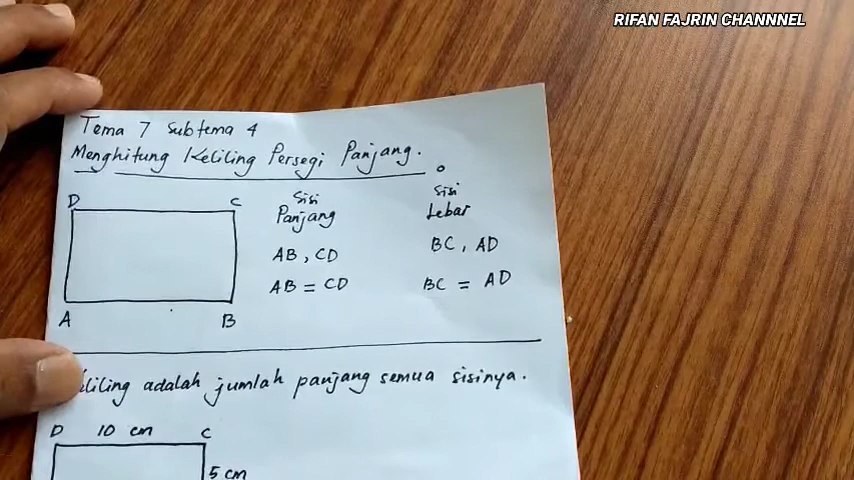 RIFAN FAJRIN CHANNNEL
Tema 7 Subtema 4
Menghitung Keliling Persegi Panjang.
D C
A B
Sisi
Panjang
AB, CD
AB = CD
Sisi
Lebar
BC, AD
BC = AD
liling adalah jumlah panjang semua sisinya.
D 10 cm C
5 cm